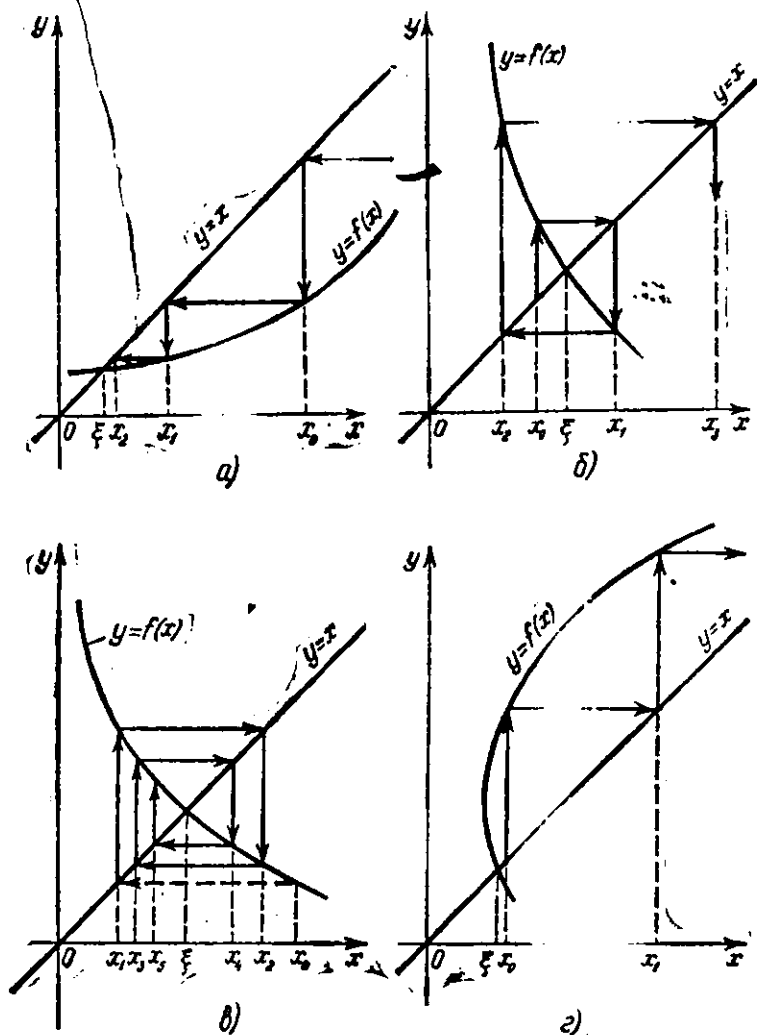 y
y=x
y=f(x)
0 ξ x₂ x₁ x₀ x
а)
y
y=f(x)
y=x
0 x₂ x₀ ξ x₁ x₃ x
б)
y
y=f(x)
y=x
0 x₁ x₃ x₅ ξ x₄ x₂ x₀ x
в)
y
y=f(x)
y=x
0 ξ x₀ x₁ x
г)